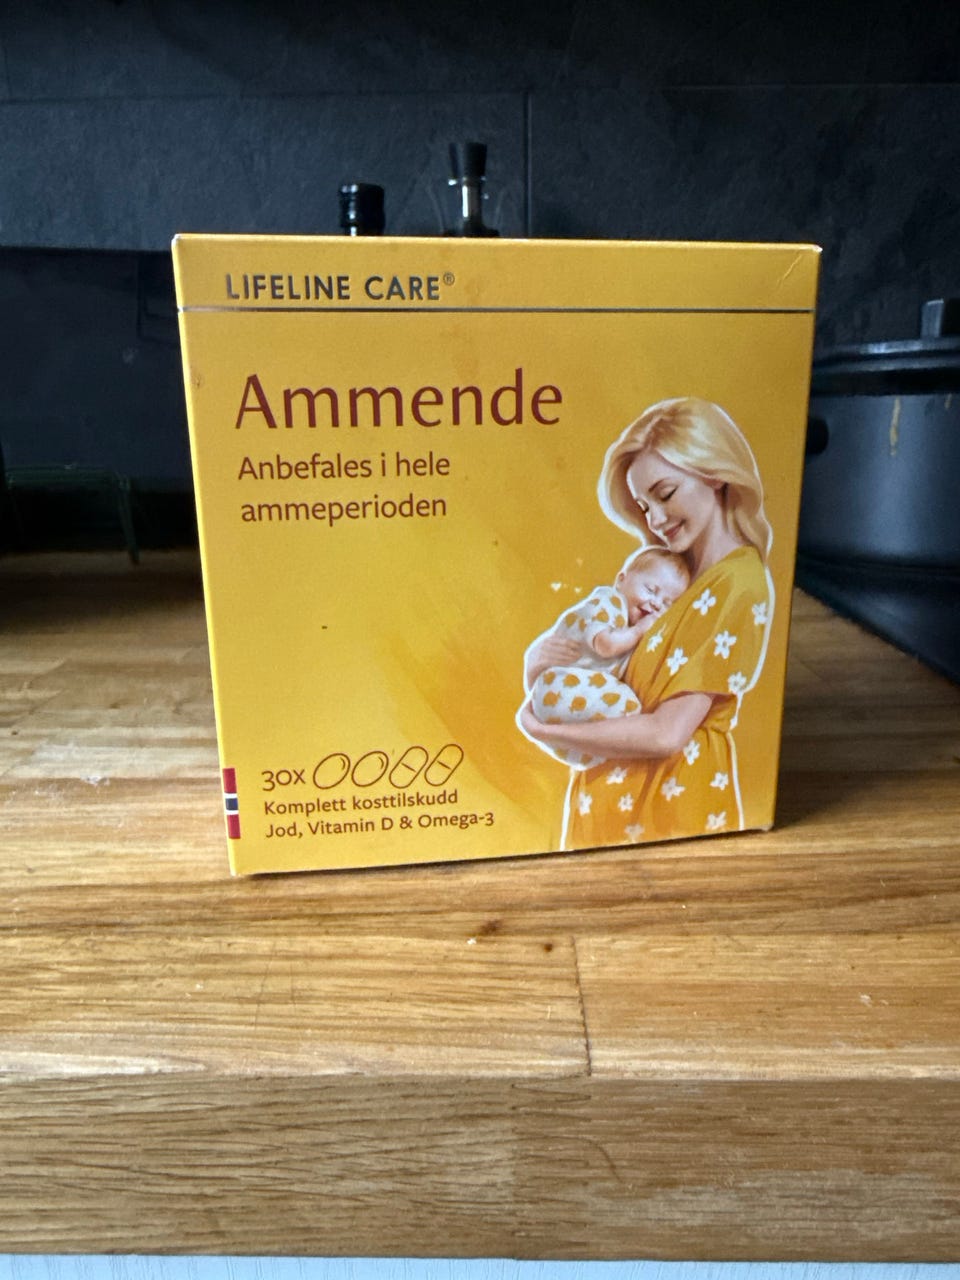 LIFELINE CARE®
Ammende
Anbefales i hele
ammeperioden
30x
Komplett kosttilskudd
Jod, Vitamin D & Omega-3